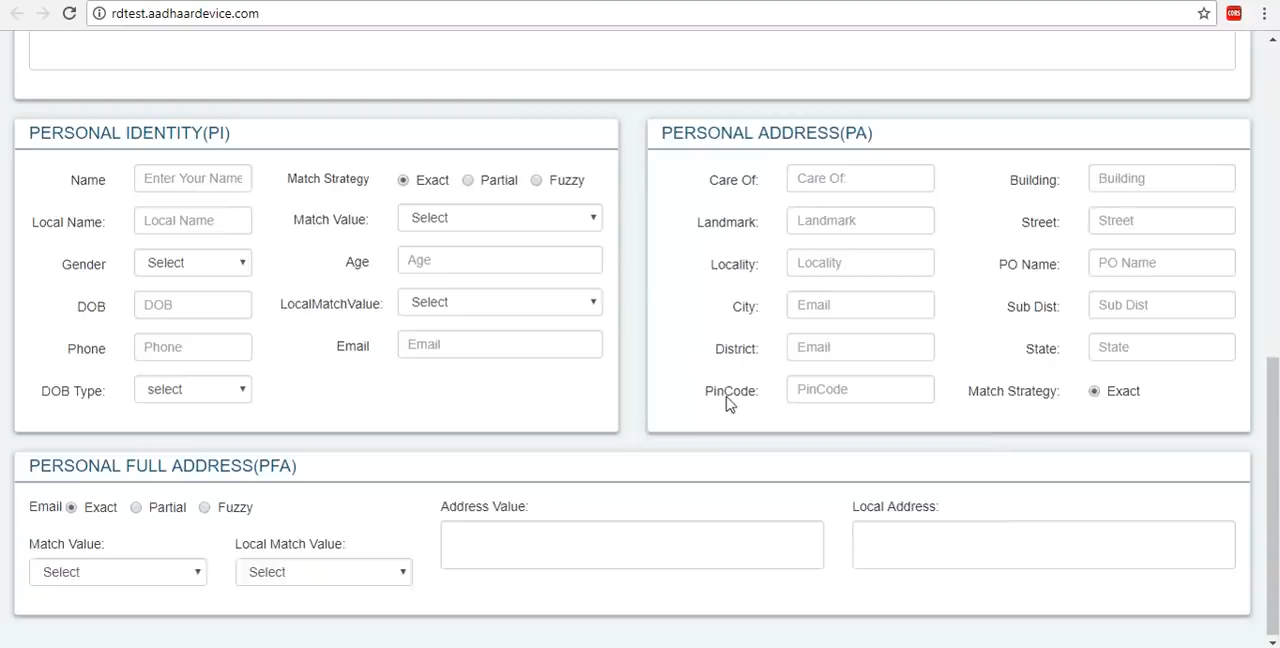 rdtest.aadhaardevice.com
CORS
PERSONAL IDENTITY(PI)
Name Enter Your Name Match Strategy Exact Partial Fuzzy
Local Name: Local Name Match Value: Select
Gender Select Age Age
DOB DOB LocalMatchValue: Select
Phone Phone Email Email
DOB Type: select
PERSONAL ADDRESS(PA)
Care Of: Care Of: Building: Building
Landmark: Landmark Street: Street
Locality: Locality PO Name: PO Name
City: Email Sub Dist: Sub Dist
District: Email State: State
PinCode: PinCode Match Strategy: Exact
PERSONAL FULL ADDRESS(PFA)
Email Exact Partial Fuzzy
Match Value: Local Match Value:
Select Select
Address Value:
Local Address: